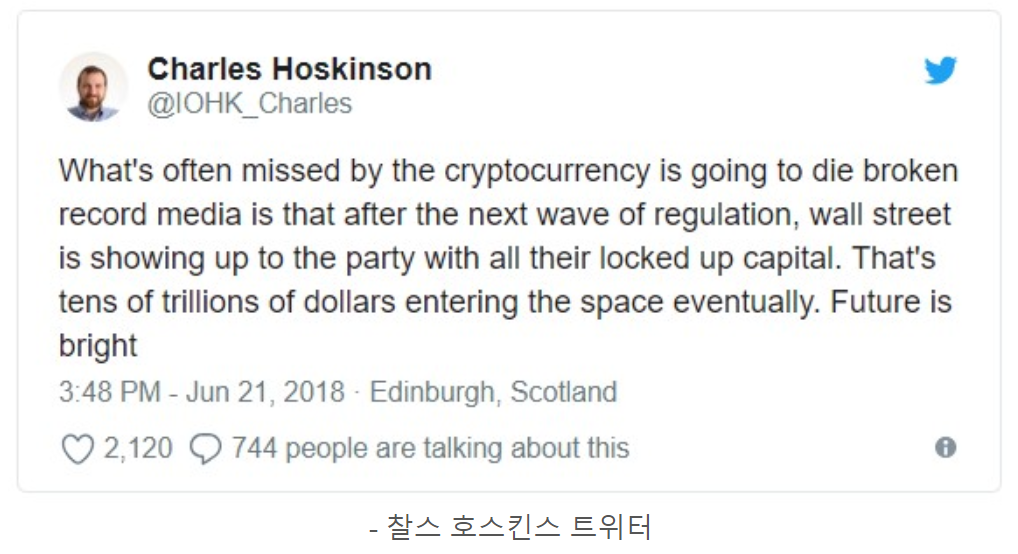 Charles Hoskinson
@IOHK_Charles
What's often missed by the cryptocurrency is going to die broken
record media is that after the next wave of regulation, wall street
is showing up to the party with all their locked up capital. That's
tens of trillions of dollars entering the space eventually. Future is
bright
3:48 PM - Jun 21, 2018 · Edinburgh, Scotland
2,120 744 people are talking about this
- 찰스 호스킨스 트위터